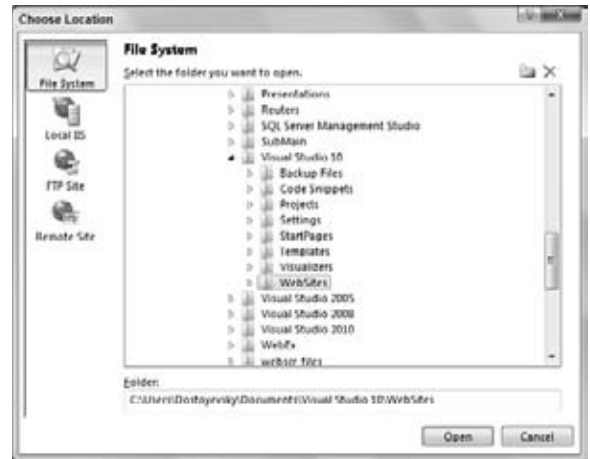 Choose Location
File System
Local IIS
FTP Site
Remote Site
File System
Select the folder you want to open.
Presentations
Reuters
SQL Server Management Studio
SubMain
Visual Studio 10
Backup Files
Code Snippets
Projects
Settings
StartPages
Templates
Visualizers
WebSites
Visual Studio 2005
Visual Studio 2008
Visual Studio 2010
WebEx
webscr_files
Folder:
C:\Users\Dostoyevsky\Documents\Visual Studio 10\WebSites
Open Cancel